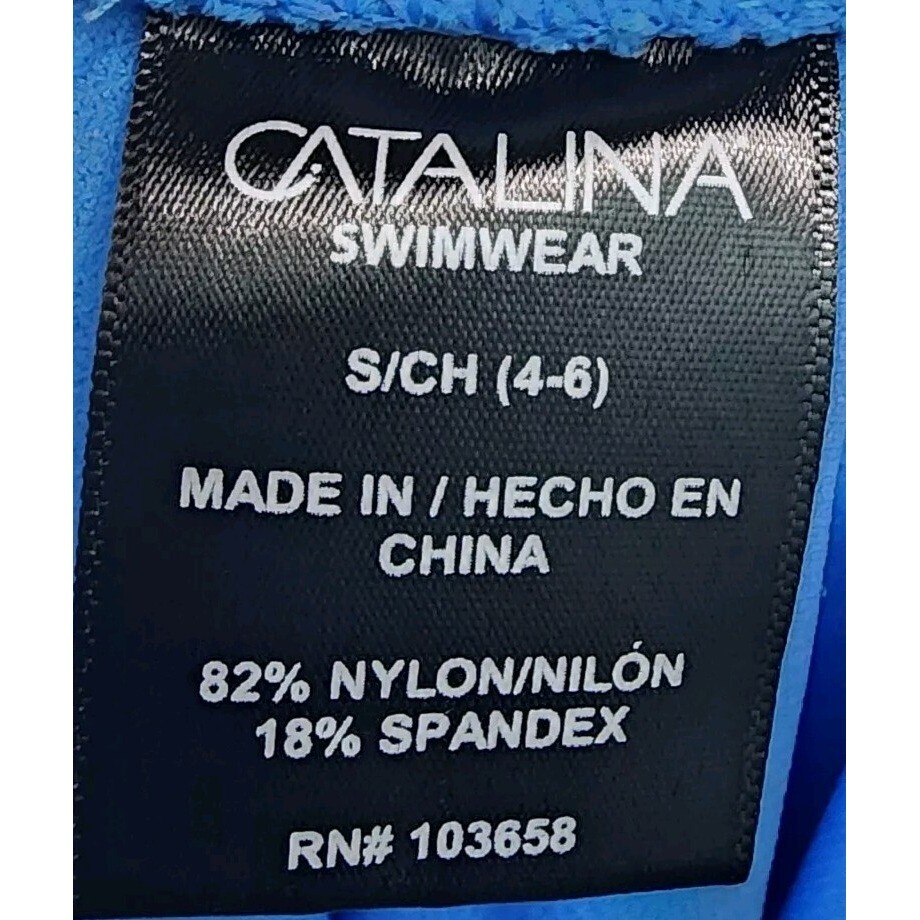 CATALINA
SWIMWEAR
S/CH (4-6)
MADE IN / HECHO EN
CHINA
82% NYLON/NILÓN
18% SPANDEX
RN# 103658